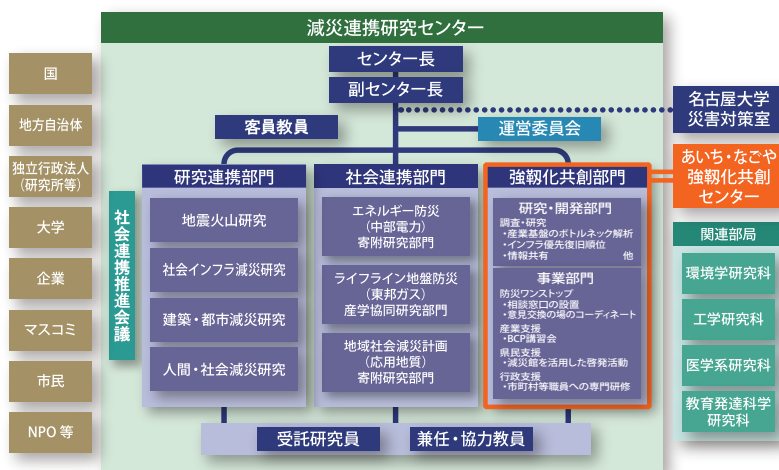 減災連携研究センター
センター長
副センター長
客員教員
運営委員会
名古屋大学
災害対策室
あいち・なごや
強靱化共創
センター
国
地方自治体
独立行政法人
（研究所等）
大学
企業
マスコミ
市民
NPO 等
社会連携推進会議
研究連携部門
地震火山研究
社会インフラ減災研究
建築・都市減災研究
人間・社会減災研究
社会連携部門
エネルギー防災
（中部電力）
寄附研究部門
ライフライン地盤防災
（東邦ガス）
産学協同研究部門
地域社会減災計画
（応用地質）
寄附研究部門
強靱化共創部門
研究・開発部門
調査・研究
・産業基盤のボトルネック解析
・インフラ優先復旧順位
・情報共有　　　　　他
事業部門
防災ワンストップ
・相談窓口の設置
・意見交換の場のコーディネート
産業支援
・BCP講習会
県民支援
・減災館を活用した啓発活動
行政支援
・市町村等職員への専門研修
関連部局
環境学研究科
工学研究科
医学系研究科
教育発達科学
研究科
受託研究員
兼任・協力教員